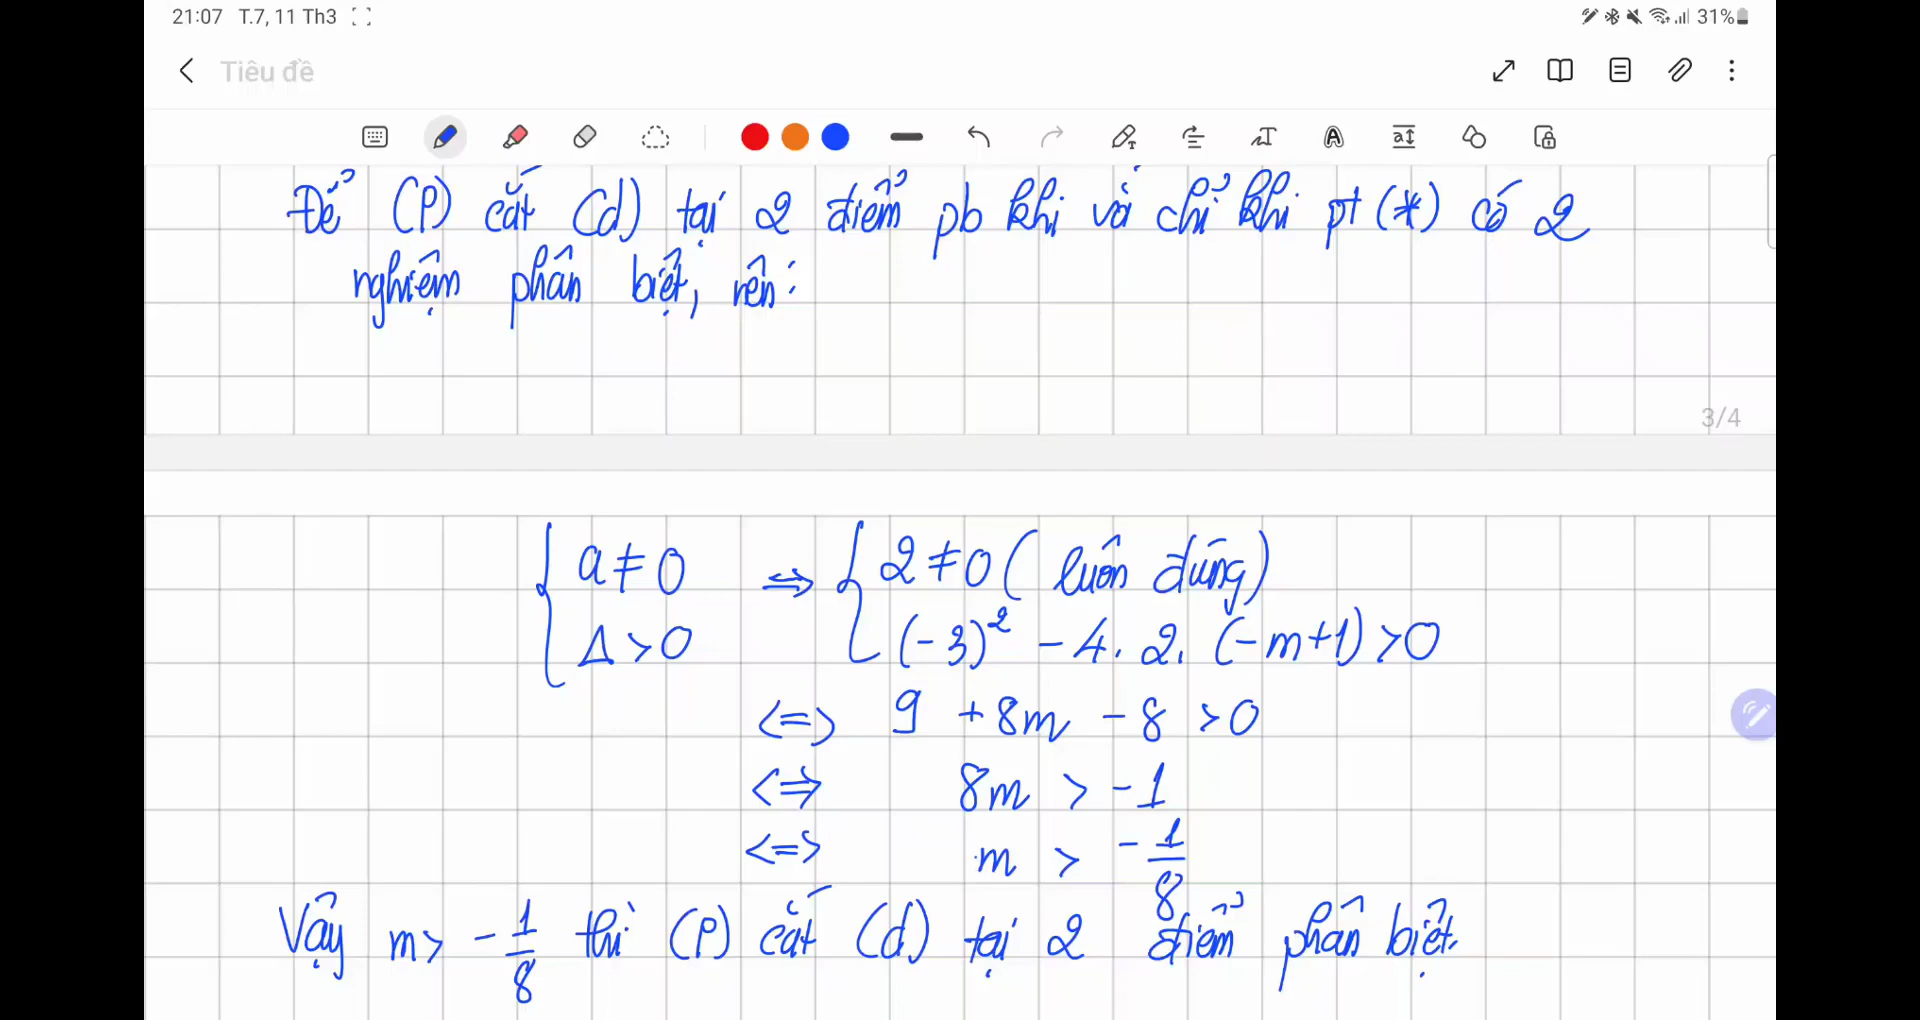 21:07 T.7, 11 Th3 31%
Tiêu đề
Để (P) cắt (d) tại 2 điểm pb khi và chỉ khi pt (*) có 2
nghiệm phân biệt, nên:
3/4
{ a ≠ 0 ⇔ { 2 ≠ 0 ( luôn đúng)
Δ > 0 (-3)² - 4. 2. (-m+1) > 0
<=> 9 + 8m - 8 > 0
<=> 8m > -1
<=> m > -1/8
Vậy m > -1/8 thì (P) cắt (d) tại 2 điểm phân biệt.